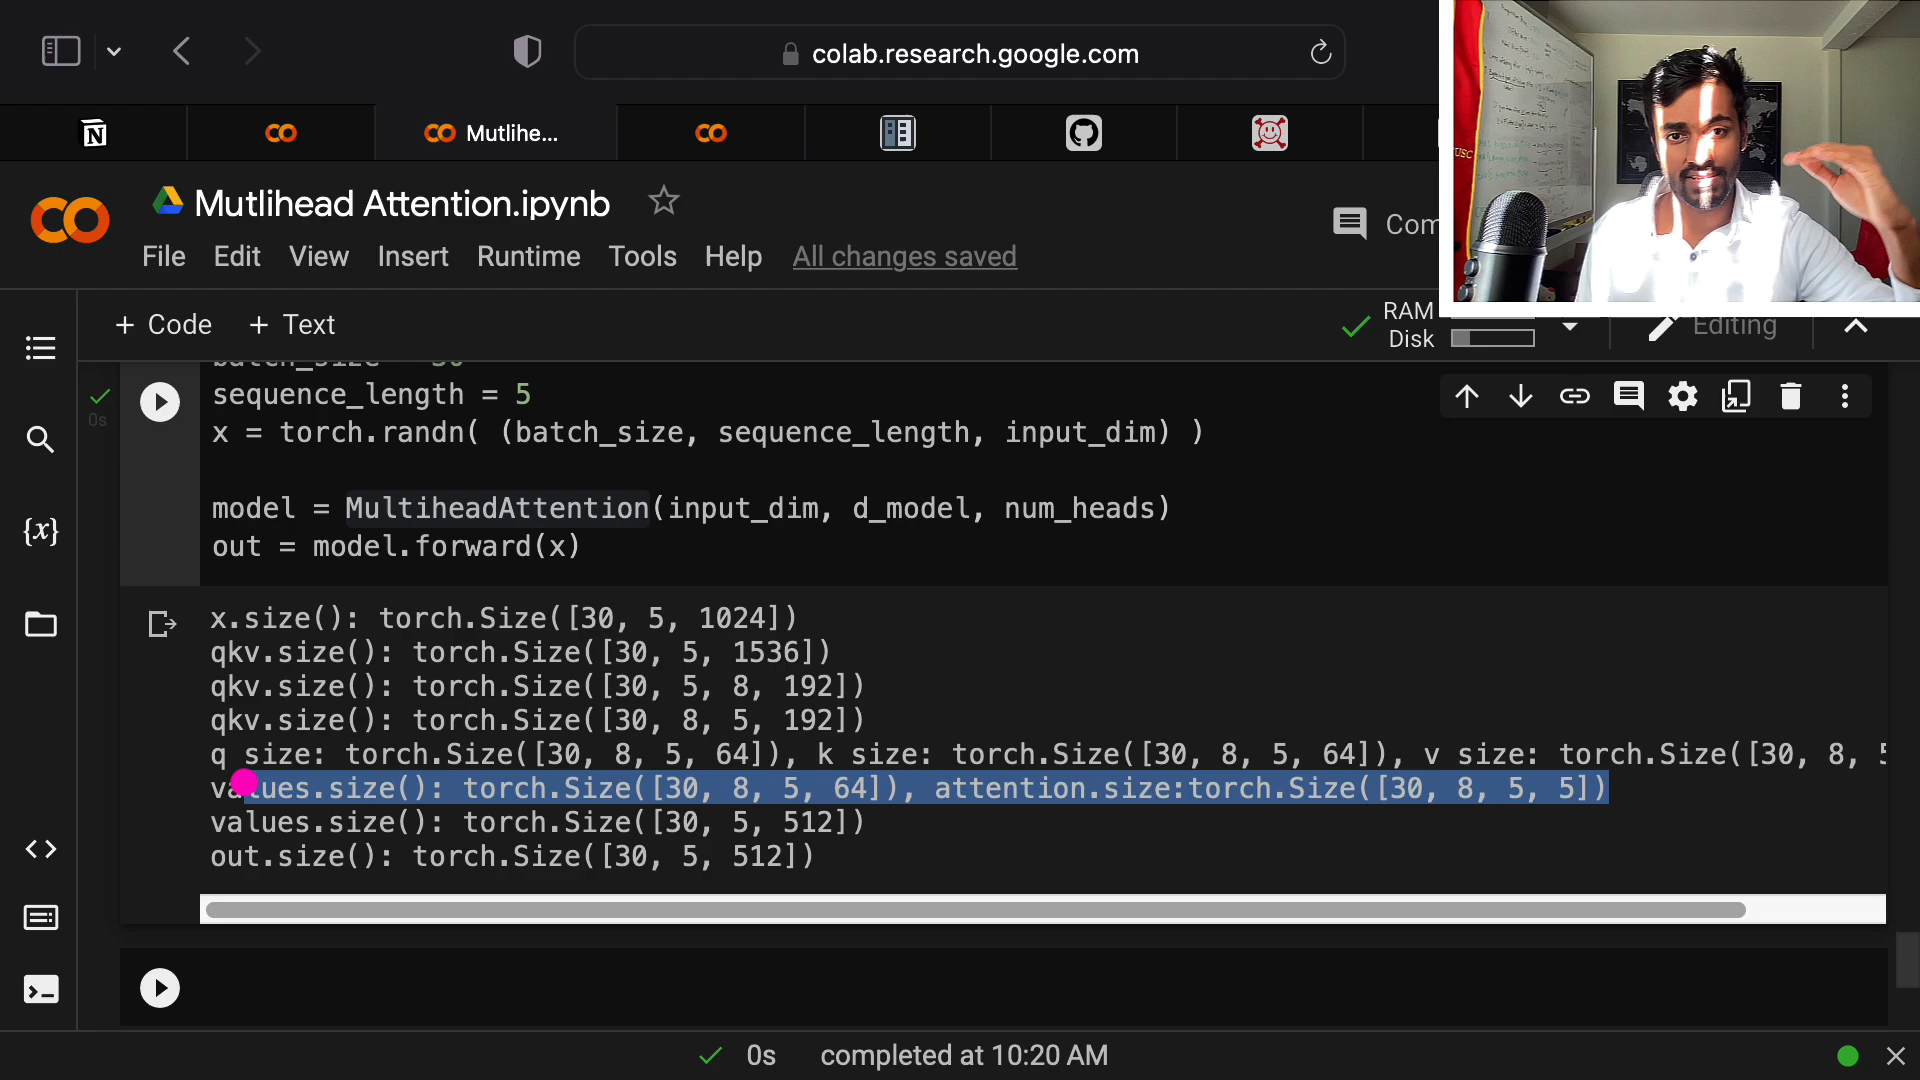 colab.research.google.com
Mutlihe...
Mutlihead Attention.ipynb
File Edit View Insert Runtime Tools Help All changes saved
Com
+ Code + Text
RAM
Disk
Editing
batch_size = 30
sequence_length = 5
x = torch.randn( (batch_size, sequence_length, input_dim) )
model = MultiheadAttention(input_dim, d_model, num_heads)
out = model.forward(x)
0s
x.size(): torch.Size([30, 5, 1024])
qkv.size(): torch.Size([30, 5, 1536])
qkv.size(): torch.Size([30, 5, 8, 192])
qkv.size(): torch.Size([30, 8, 5, 192])
q size: torch.Size([30, 8, 5, 64]), k size: torch.Size([30, 8, 5, 64]), v size: torch.Size([30, 8, 5
values.size(): torch.Size([30, 8, 5, 64]), attention.size:torch.Size([30, 8, 5, 5])
values.size(): torch.Size([30, 5, 512])
out.size(): torch.Size([30, 5, 512])
0s completed at 10:20 AM